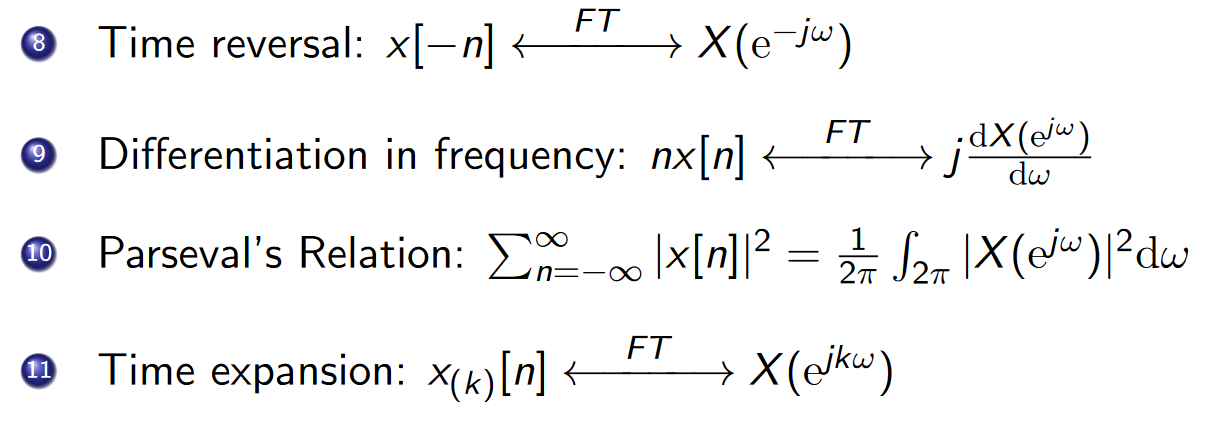 8 Time reversal: x[−n] ←FT→ X(e^{−jω})
9 Differentiation in frequency: nx[n] ←FT→ j dX(e^{jω})/dω
10 Parseval's Relation: ∑_{n=−∞}^{∞} |x[n]|^2 = 1/2π ∫_{2π} |X(e^{jω})|^2 dω
11 Time expansion: x_{(k)}[n] ←FT→ X(e^{jkω})